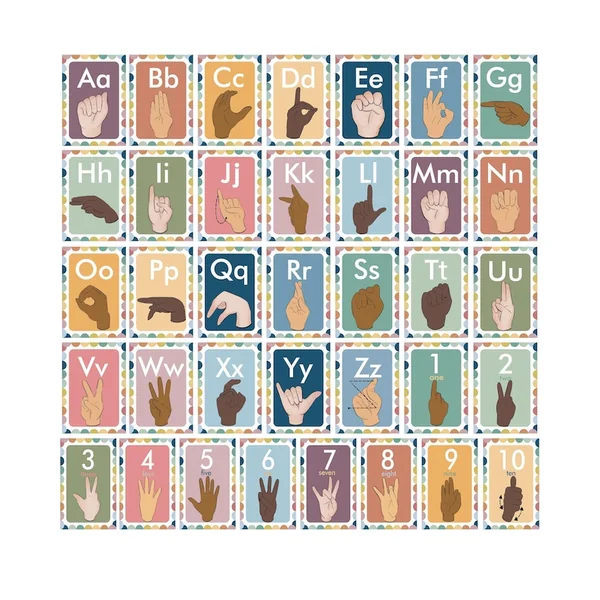 Aa Bb Cc Dd Ee Ff Gg
Hh Ii Jj Kk Ll Mm Nn
Oo Pp Qq Rr Ss Tt Uu
Vv Ww Xx Yy Zz 1 2
one
3 4 5 6 7 8 9 10
four five seven eight nine ten